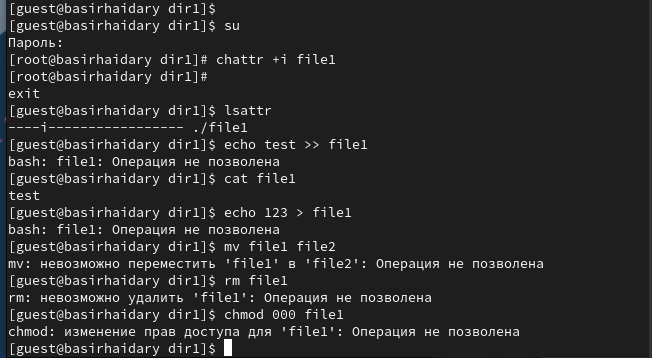 [guest@basirhaidary dir1]$
[guest@basirhaidary dir1]$ su
Пароль:
[root@basirhaidary dir1]# chattr +i file1
[root@basirhaidary dir1]#
exit
[guest@basirhaidary dir1]$ lsattr
----i----------------- ./file1
[guest@basirhaidary dir1]$ echo test >> file1
bash: file1: Операция не позволена
[guest@basirhaidary dir1]$ cat file1
test
[guest@basirhaidary dir1]$ echo 123 > file1
bash: file1: Операция не позволена
[guest@basirhaidary dir1]$ mv file1 file2
mv: невозможно переместить 'file1' в 'file2': Операция не позволена
[guest@basirhaidary dir1]$ rm file1
rm: невозможно удалить 'file1': Операция не позволена
[guest@basirhaidary dir1]$ chmod 000 file1
chmod: изменение прав доступа для 'file1': Операция не позволена
[guest@basirhaidary dir1]$